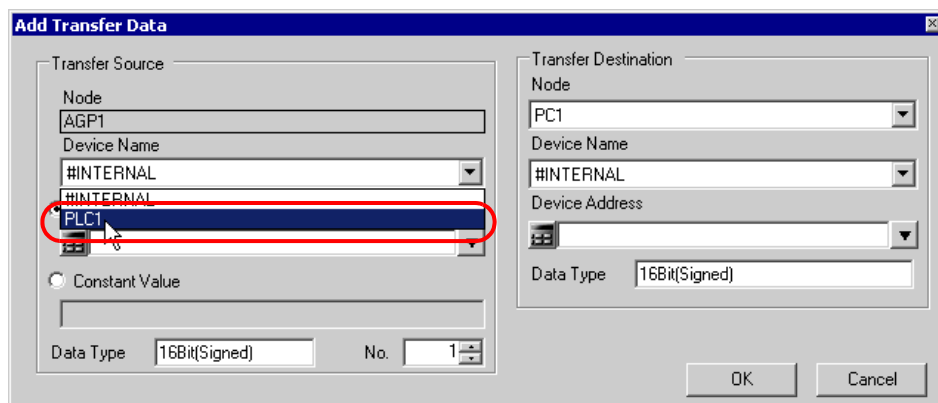 Add Transfer Data
Transfer Source
Node
AGP1
Device Name
#INTERNAL
#INTERNAL
PLC1
Constant Value
Data Type 16Bit(Signed) No. 1
Transfer Destination
Node
PC1
Device Name
#INTERNAL
Device Address
Data Type 16Bit(Signed)
OK Cancel